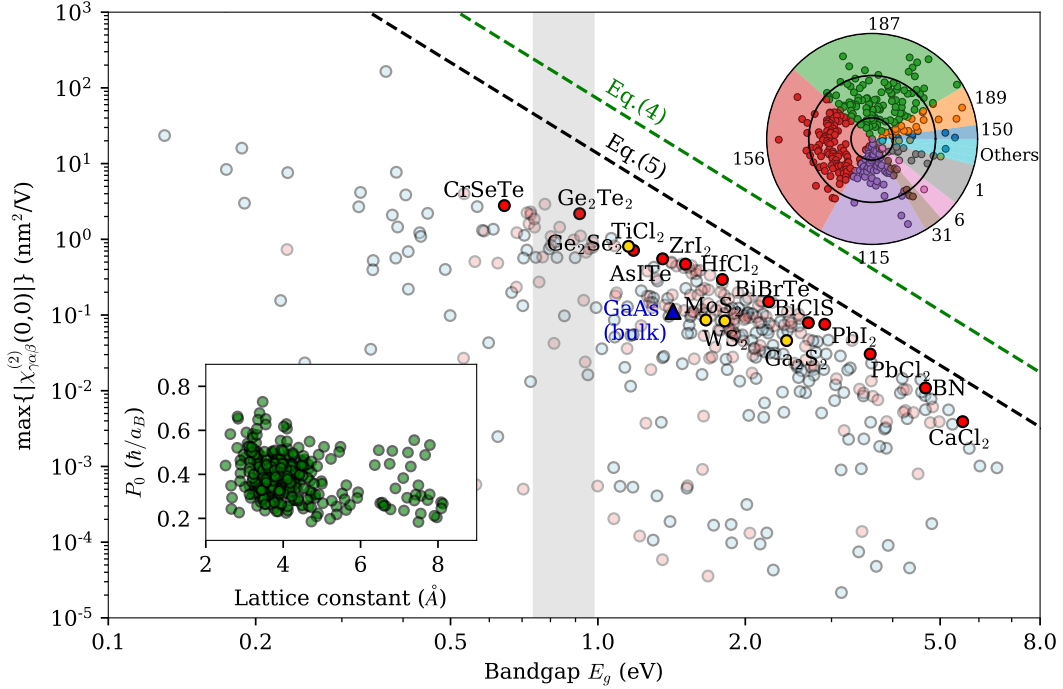 10³
10²
10¹
10⁰
10⁻¹
10⁻²
10⁻³
10⁻⁴
10⁻⁵
max{|χ⁽²⁾γαβ(0,0)|} (nm²/V)
0.1
0.2
0.5
1.0
2.0
5.0
8.0
Bandgap E_g (eV)
Eq.(4)
Eq.(5)
CrSeTe
Ge₂Te₂
TiCl₂
Ge₂Se₂
AsITe
ZrI₂
HfCl₂
BiBrTe
GaAs
(bulk)
MoS₂
BiClS
WS₂
PbI₂
Ga₂S₂
PbCl₂
BN
CaCl₂
187
189
150
Others
156
1
6
31
115
0.8
0.6
0.4
0.2
P₀ (ℏ/a_B)
2
4
6
8
Lattice constant (Å)